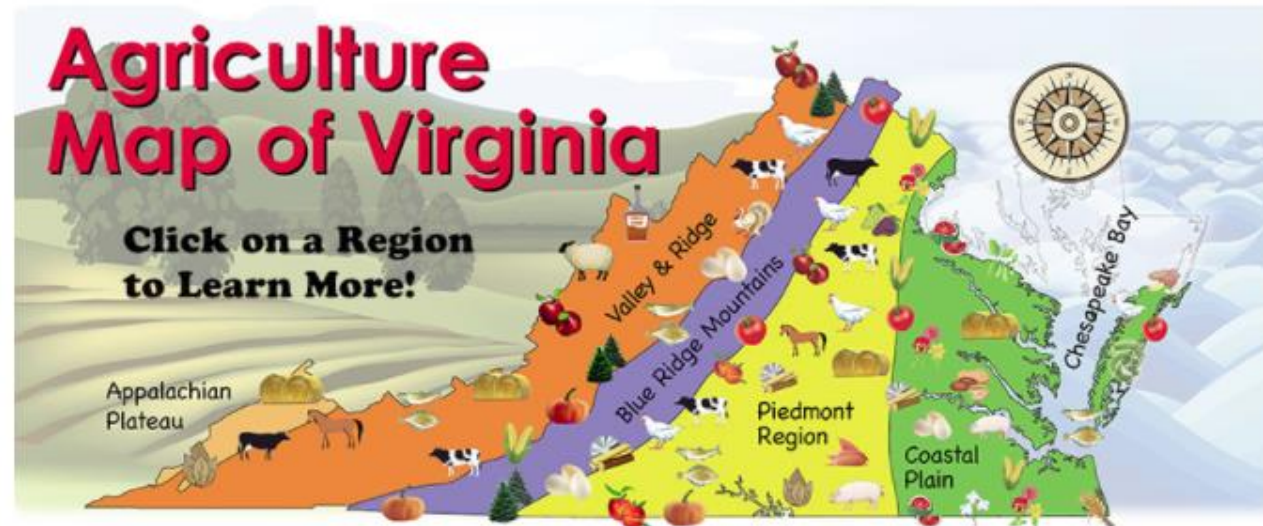 Agriculture
Map of Virginia
Click on a Region
to Learn More!
Appalachian
Plateau
Valley & Ridge
Blue Ridge Mountains
Piedmont
Region
Coastal
Plain
Chesapeake Bay